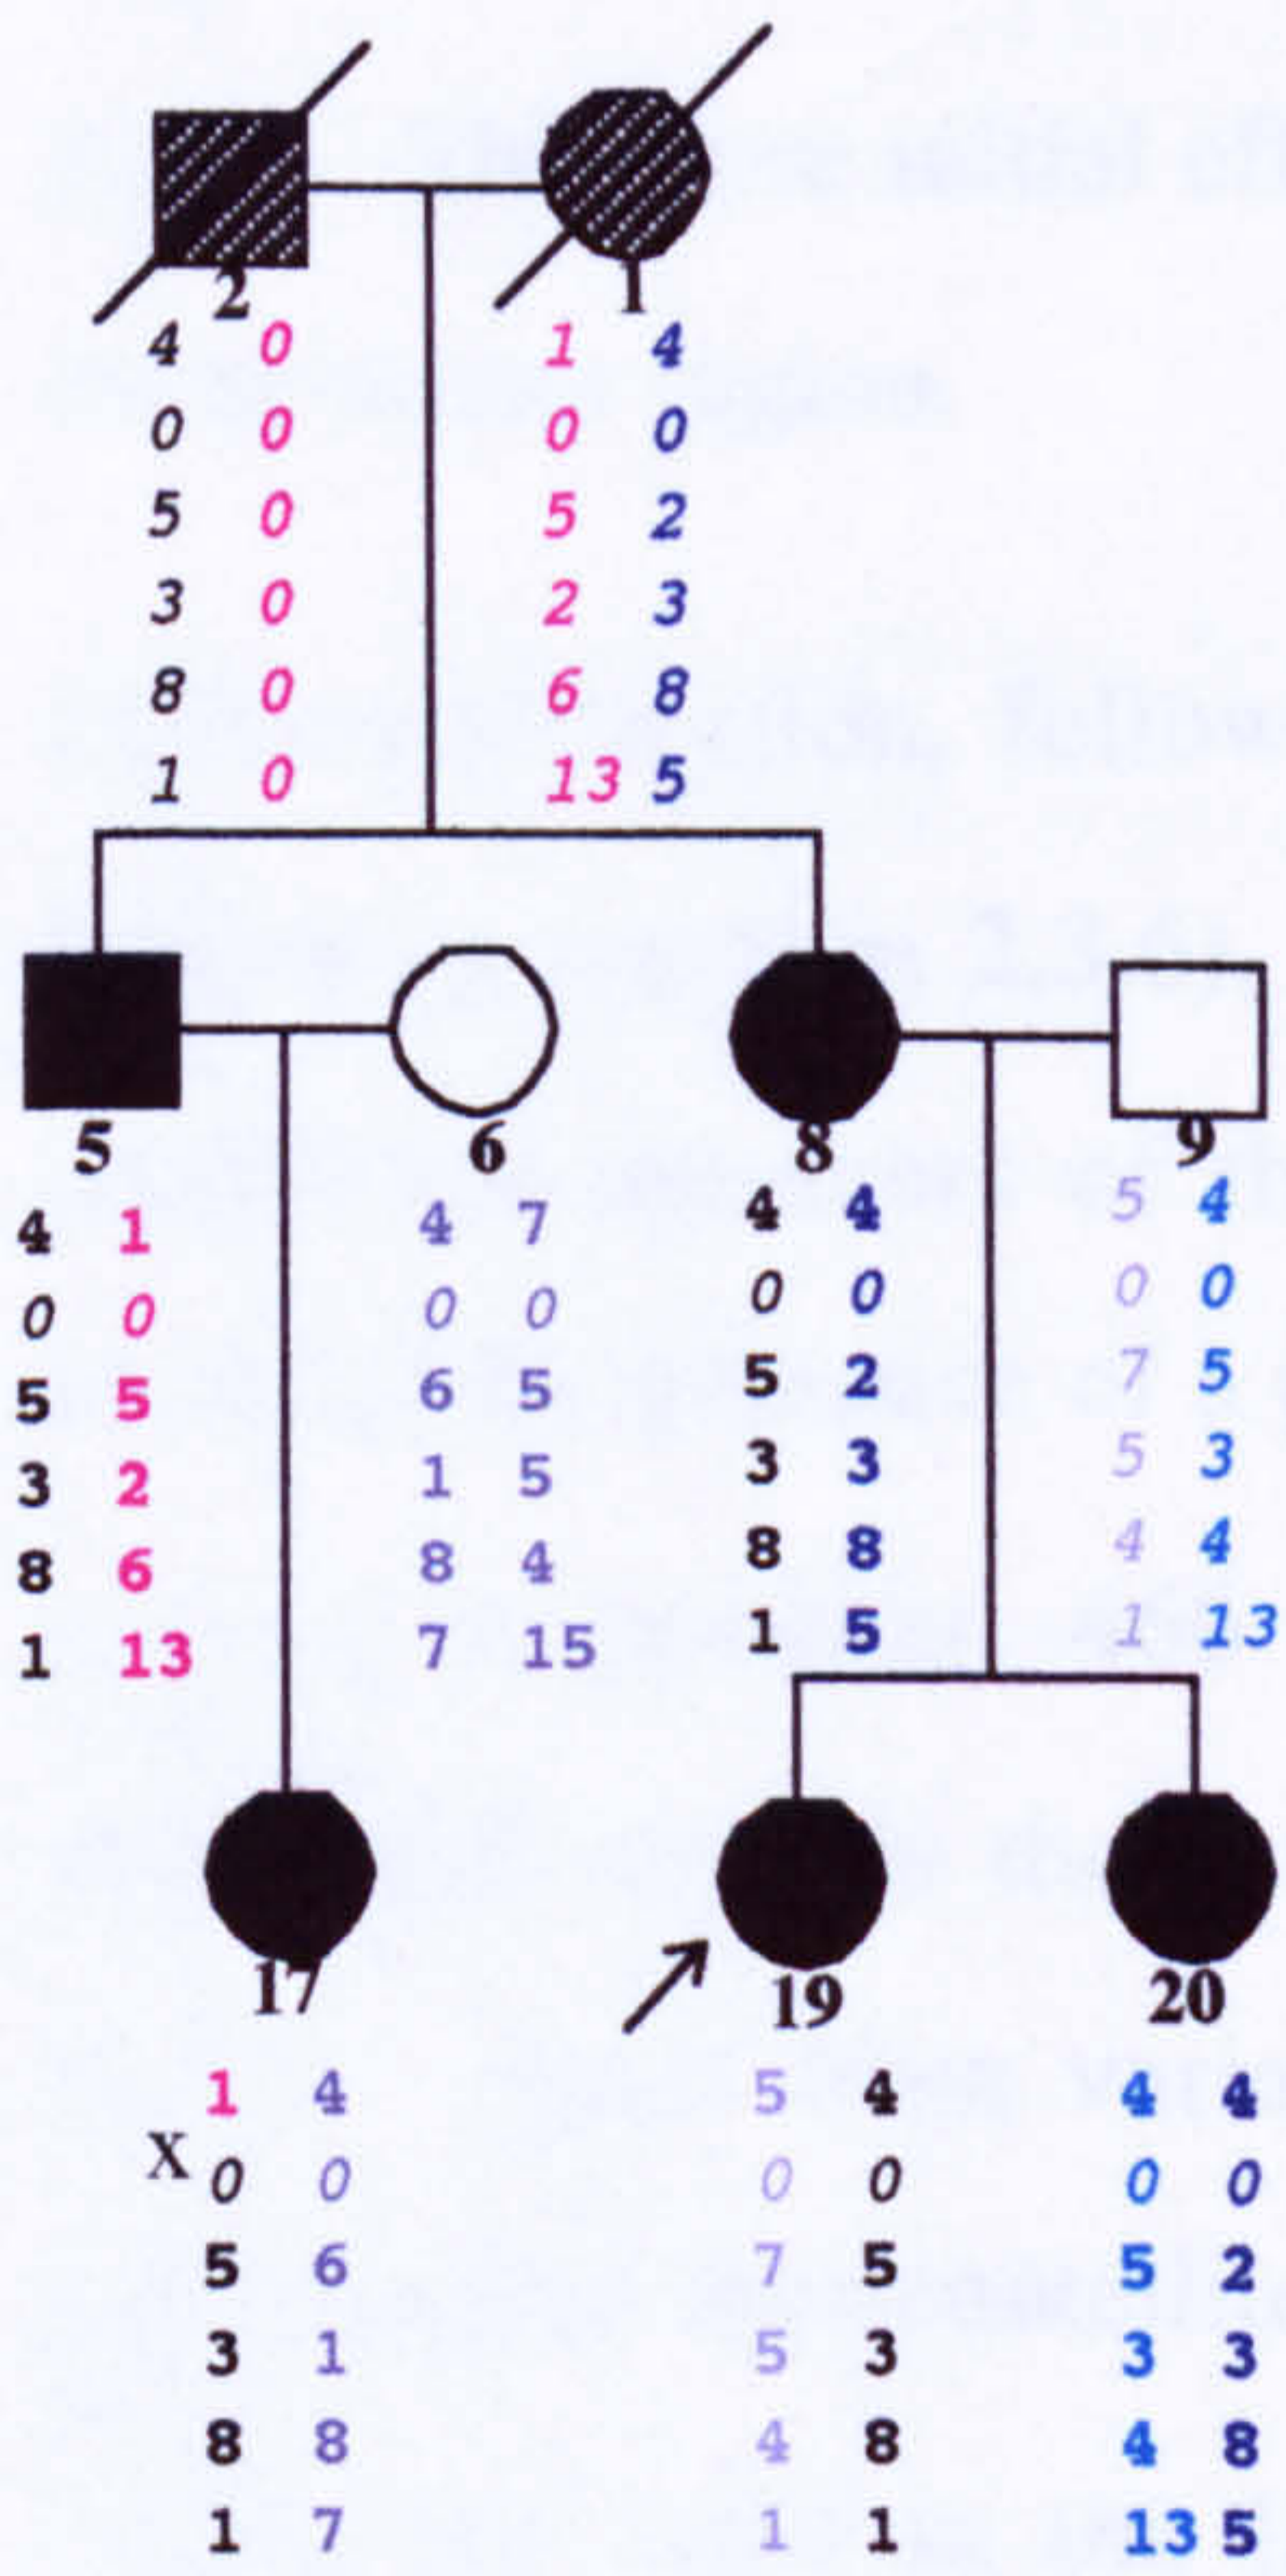 2 1
4 0 1 4
0 0 0 0
5 0 5 2
3 0 2 3
8 0 6 8
1 0 13 5
5 6 8 9
4 1 4 7 4 4 5 4
0 0 0 0 0 0 0 0
5 5 6 5 5 2 7 5
3 2 1 5 3 3 5 3
8 6 8 4 8 8 4 4
1 13 7 15 1 5 1 13
17 19 20
1 4 5 4 4 4
X 0 0 0 0 0 0
5 6 7 5 5 2
3 1 5 3 3 3
8 8 4 8 4 8
1 7 1 1 13 5